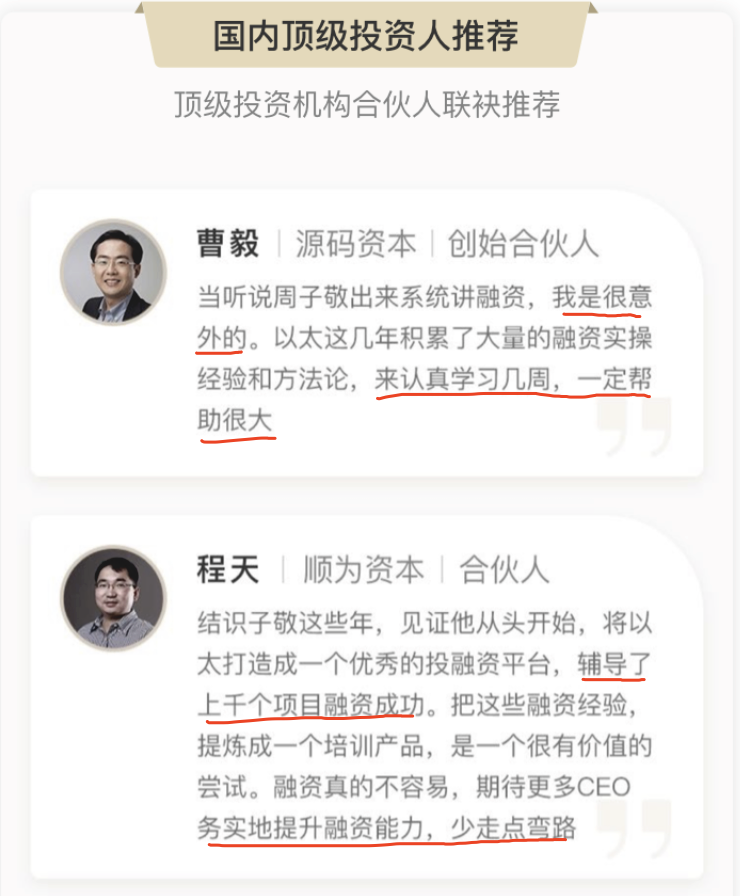 国内顶级投资人推荐
顶级投资机构合伙人联袂推荐
曹毅 | 源码资本 | 创始合伙人
当听说周子敬出来系统讲融资，我是很意
外的。以太这几年积累了大量的融资实操
经验和方法论，来认真学习几周，一定帮
助很大
程天 | 顺为资本 | 合伙人
结识子敬这些年，见证他从头开始，将以
太打造成一个优秀的投融资平台，辅导了
上千个项目融资成功。把这些融资经验，
提炼成一个培训产品，是一个很有价值的
尝试。融资真的不容易，期待更多CEO
务实地提升融资能力，少走点弯路